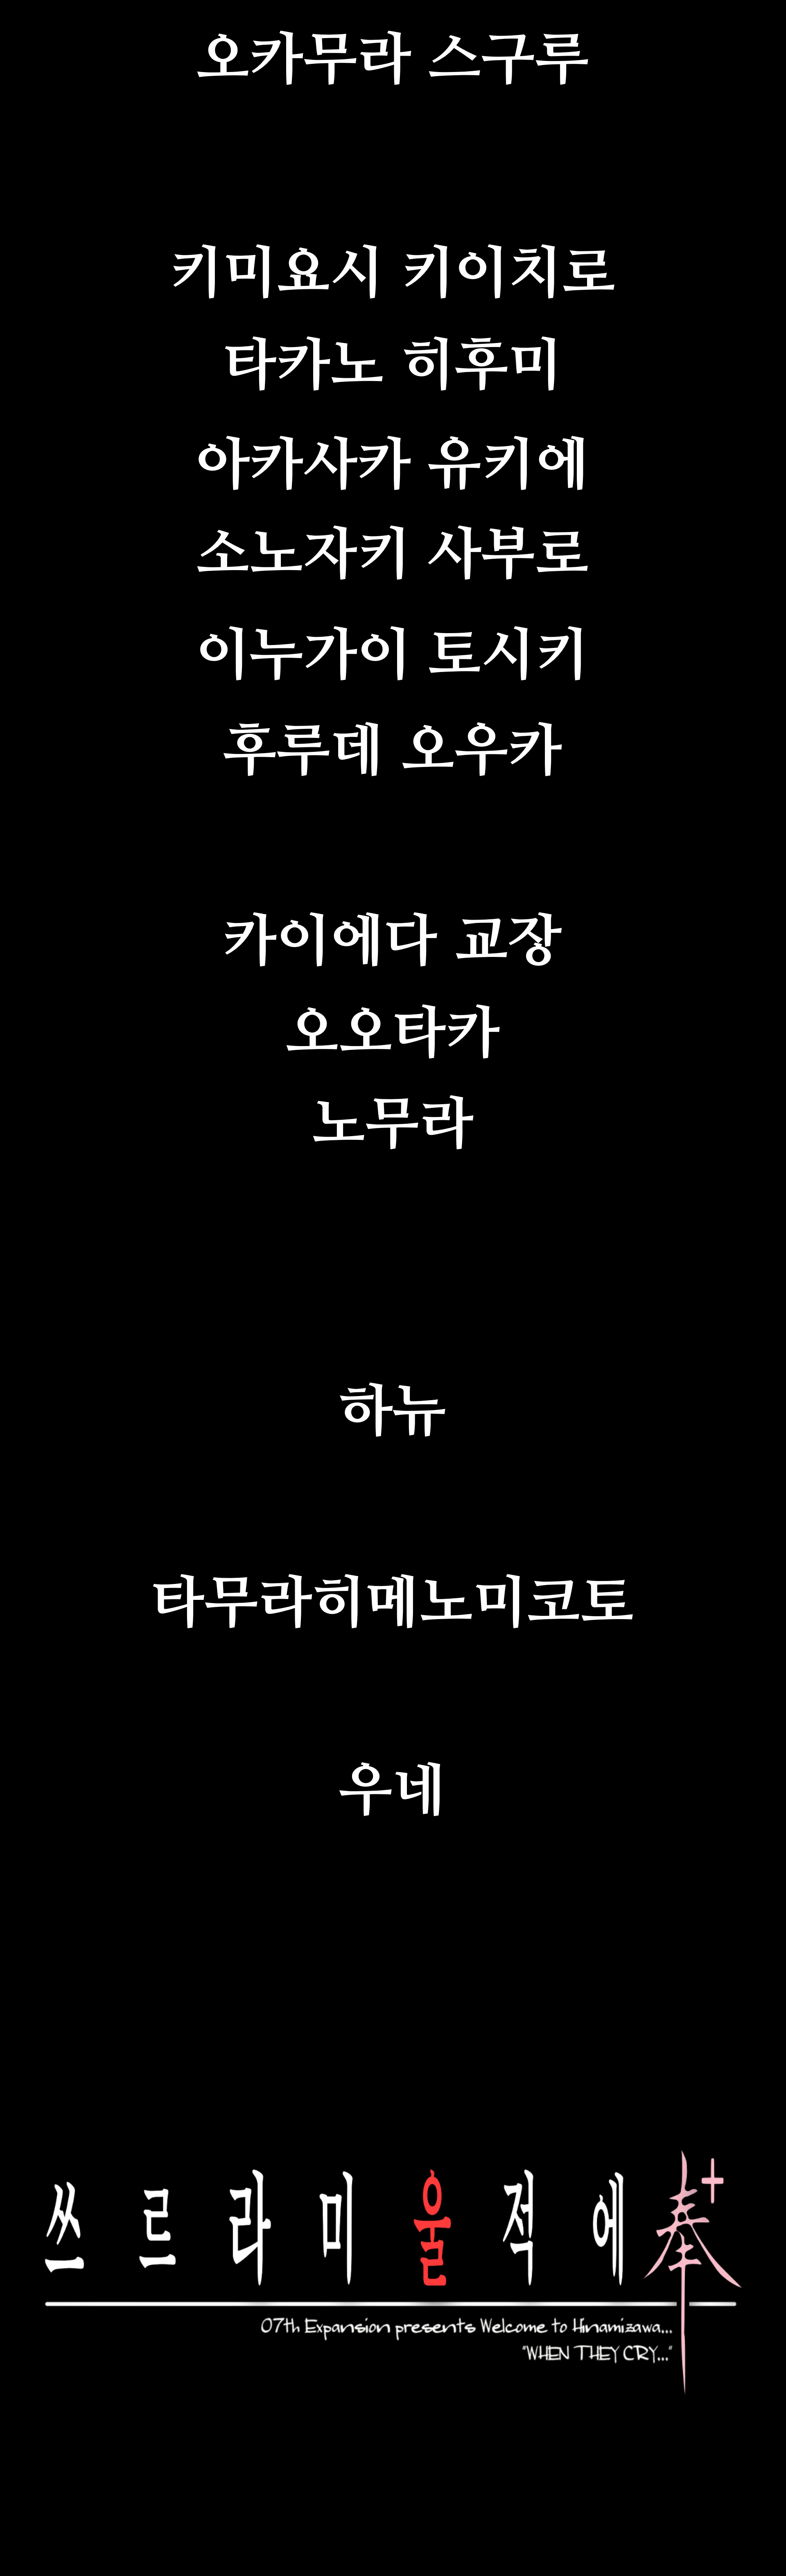 오카무라 스구루
키미요시 키이치로
타카노 히후미
아카사카 유키에
소노자키 사부로
이누가이 토시키
후루데 오우카
카이에다 교장
오오타카
노무라
하뉴
타무라히메노미코토
우네
쓰르라미 울 적에 奉+
07th Expansion presents Welcome to Hinamizawa...
"WHEN THEY CRY..."